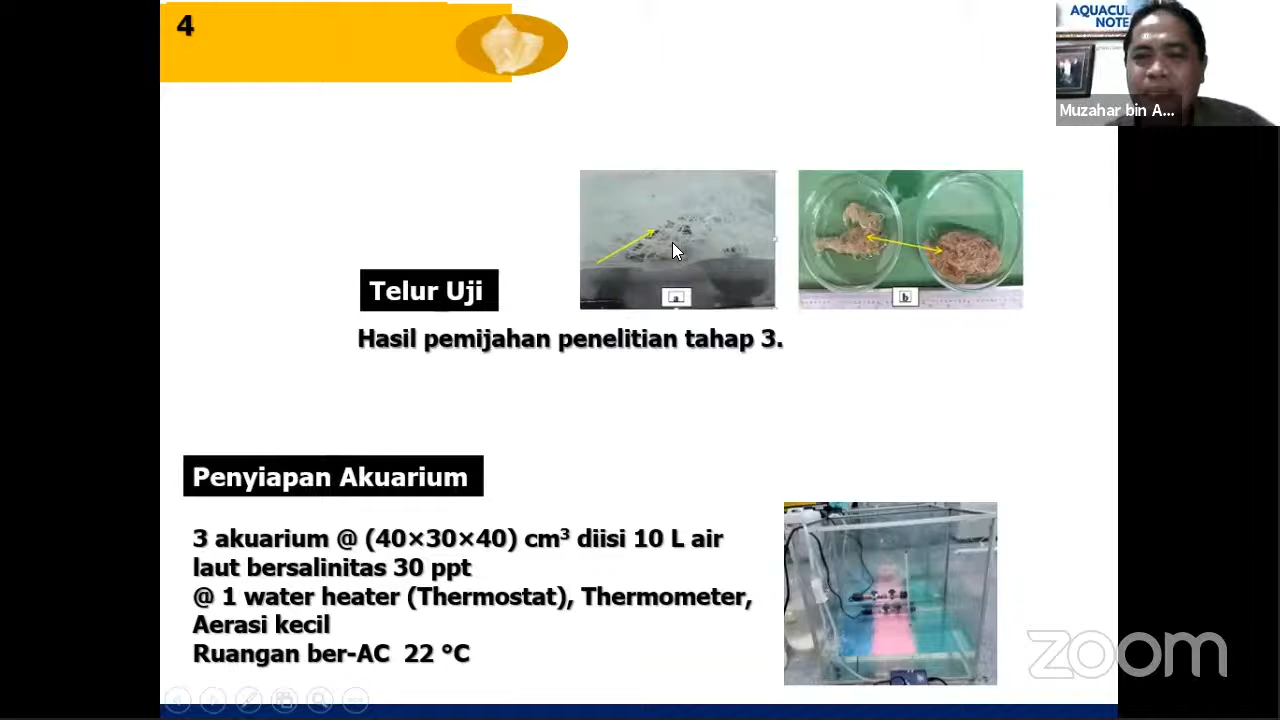 4
AQUACUL
NOTE
Muzahar bin A...
a
b
Telur Uji
Hasil pemijahan penelitian tahap 3.
Penyiapan Akuarium
3 akuarium @ (40×30×40) cm³ diisi 10 L air
laut bersalinitas 30 ppt
@ 1 water heater (Thermostat), Thermometer,
Aerasi kecil
Ruangan ber-AC 22 °C
zoom